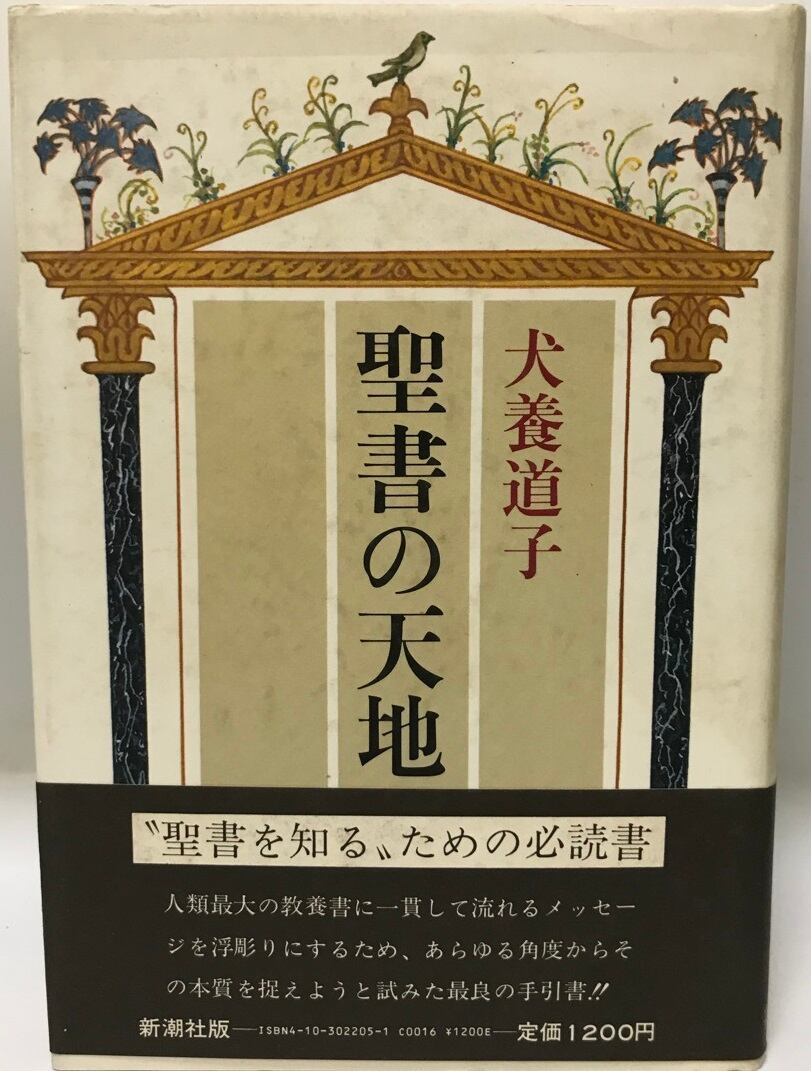 犬養道子
聖書の天地
〝聖書を知る〟ための必読書
人類最大の教養書に一貫して流れるメッセー
ジを浮彫りにするため、あらゆる角度からそ
の本質を捉えようと試みた最良の手引書!!
新潮社版―ISBN4-10-302205-1 C0016 ¥1200E―定価1200円